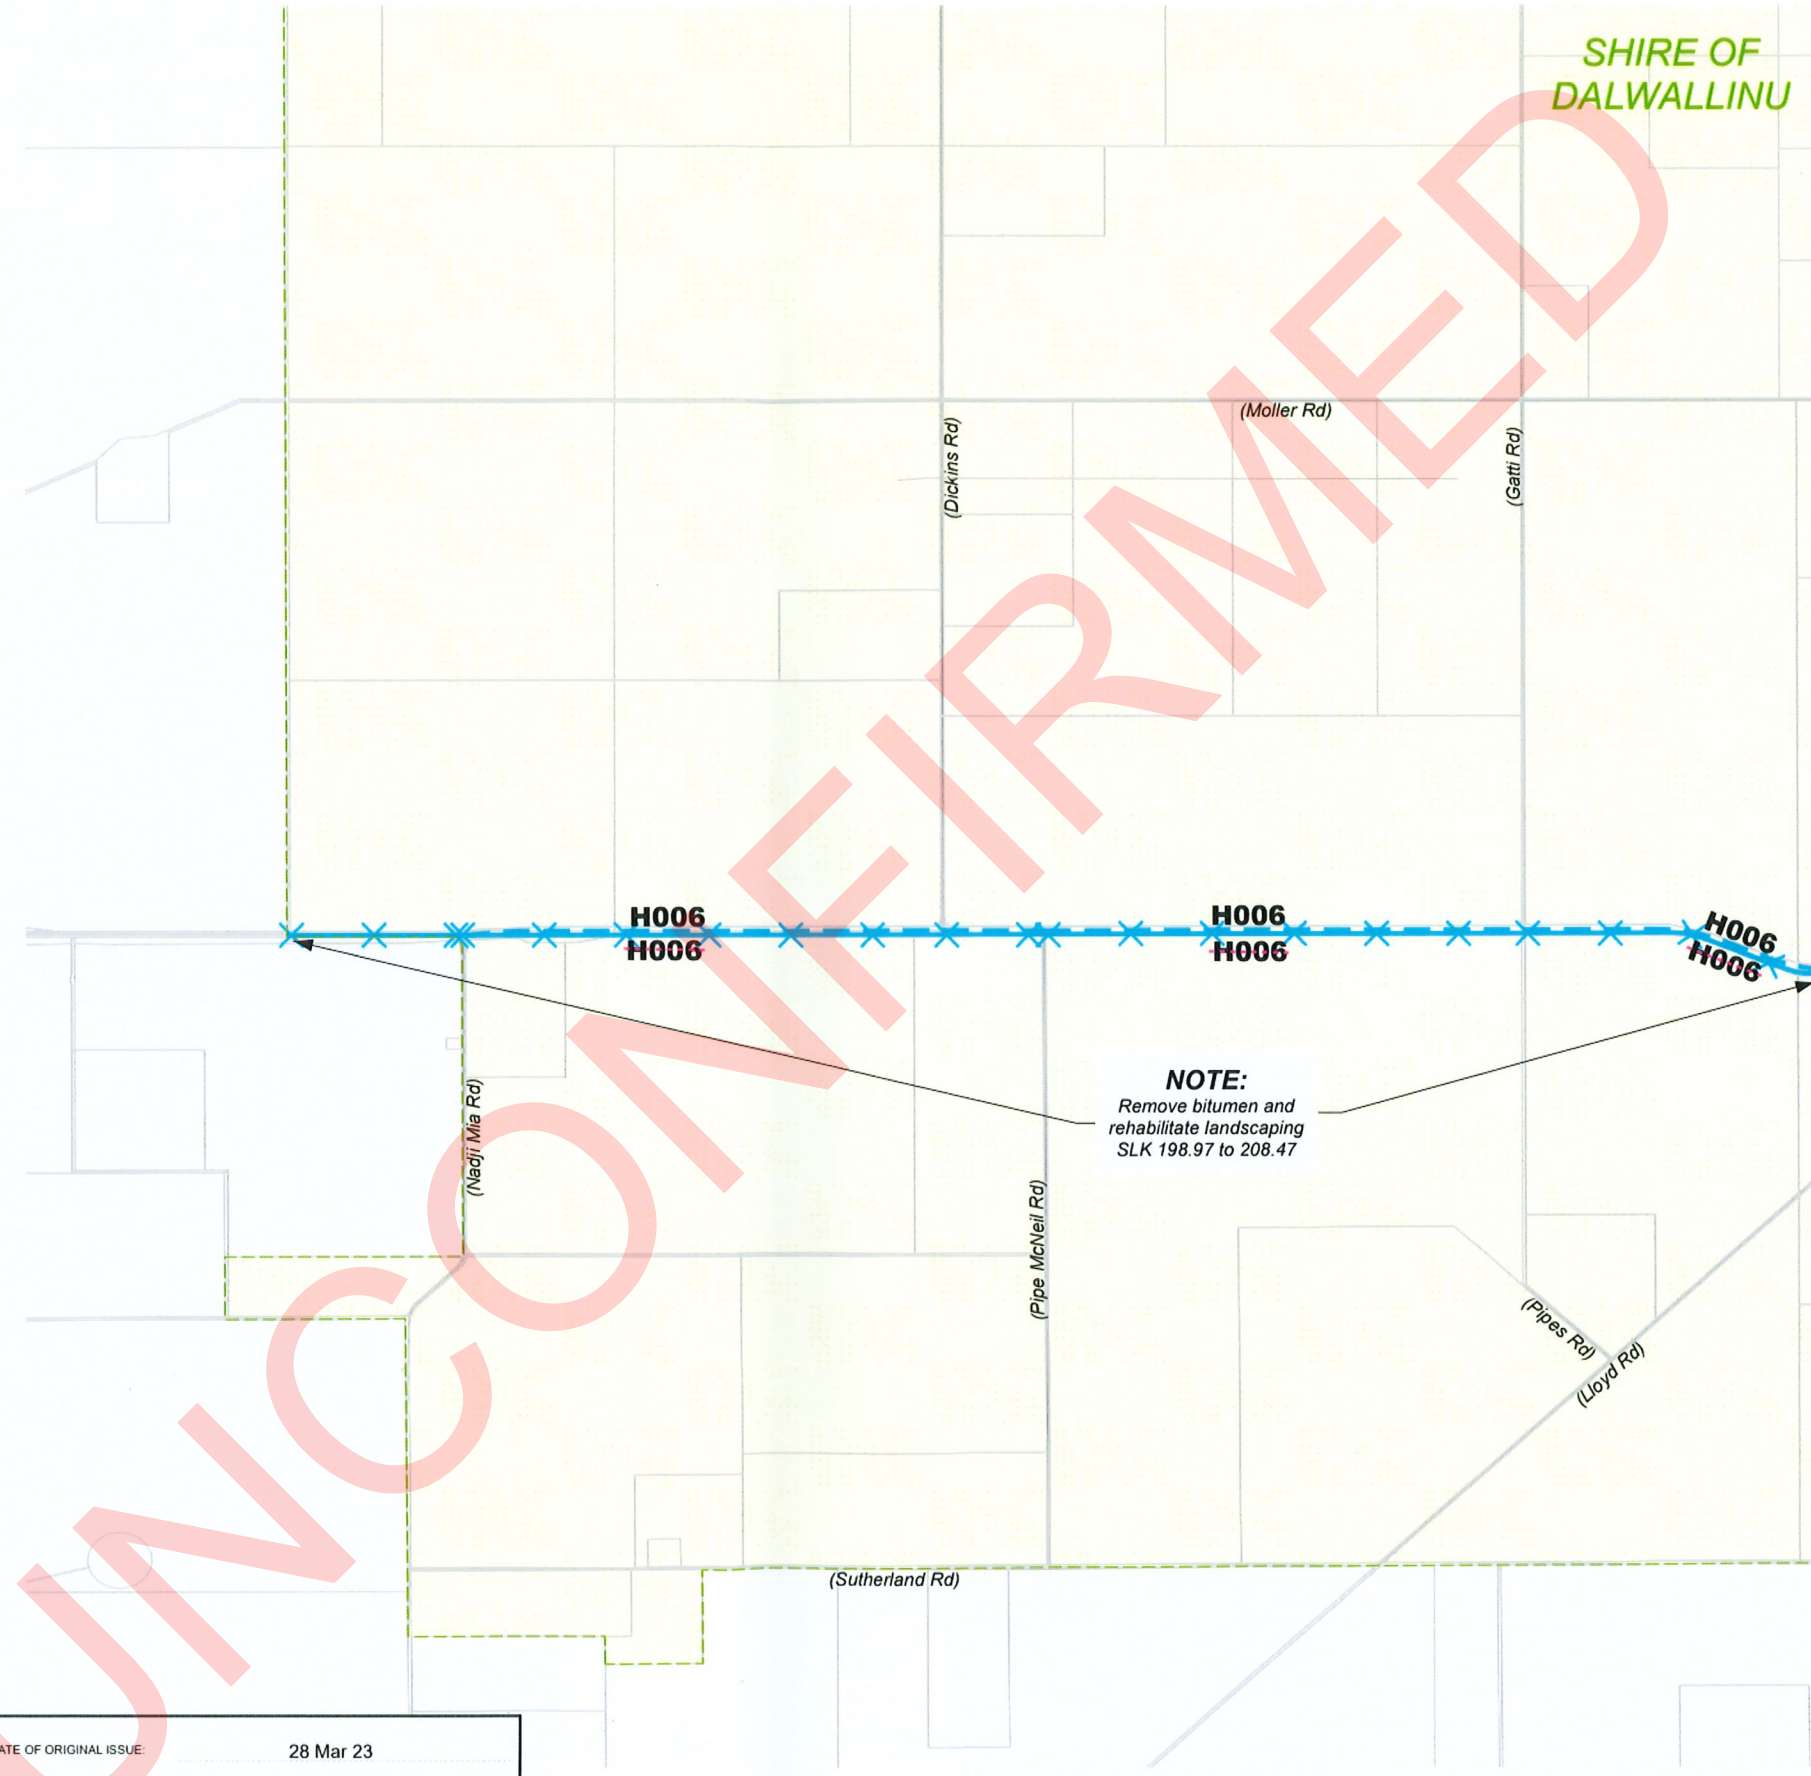 SHIRE OF
DALWALLINU
(Moller Rd)
(Dickins Rd)
(Gatti Rd)
H006
H006
H006
H006
H006
H006
NOTE:
Remove bitumen and
rehabilitate landscaping
SLK 198.97 to 208.47
(Nadji Mia Rd)
(Pipe McNeil Rd)
(Pipes Rd)
(Lloyd Rd)
(Sutherland Rd)
UNCONFIRMED
ATE OF ORIGINAL ISSUE: 28 Mar 23